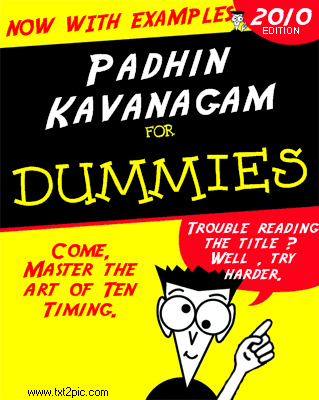 NOW WITH EXAMPLES
2010
EDITION
PADHIN
KAVANAGAM
FOR
DUMMIES
TROUBLE READING
THE TITLE ?
WELL , TRY
HARDER.
COME,
MASTER THE
ART OF TEN
TIMING.
www.txt2pic.com